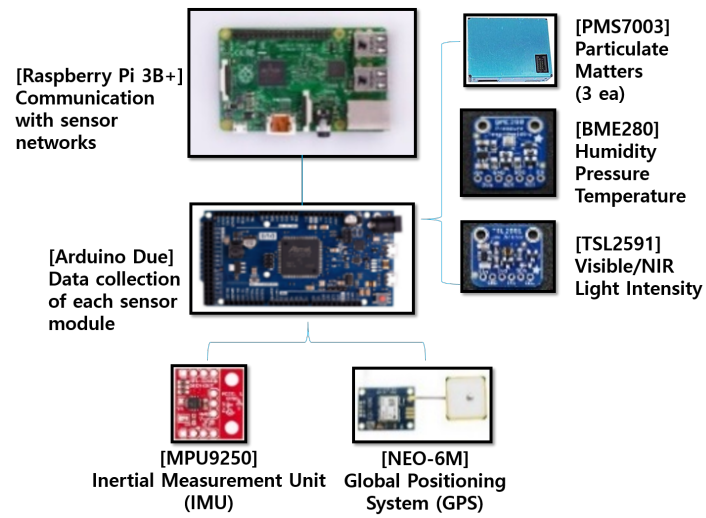 [Raspberry Pi 3B+]
Communication
with sensor
networks
[PMS7003]
Particulate
Matters
(3 ea)
BME280
[BME280]
Humidity
Pressure
Temperature
[Arduino Due]
Data collection
of each sensor
module
TSL2591
[TSL2591]
Visible/NIR
Light Intensity
[MPU9250]
Inertial Measurement Unit
(IMU)
[NEO-6M]
Global Positioning
System (GPS)